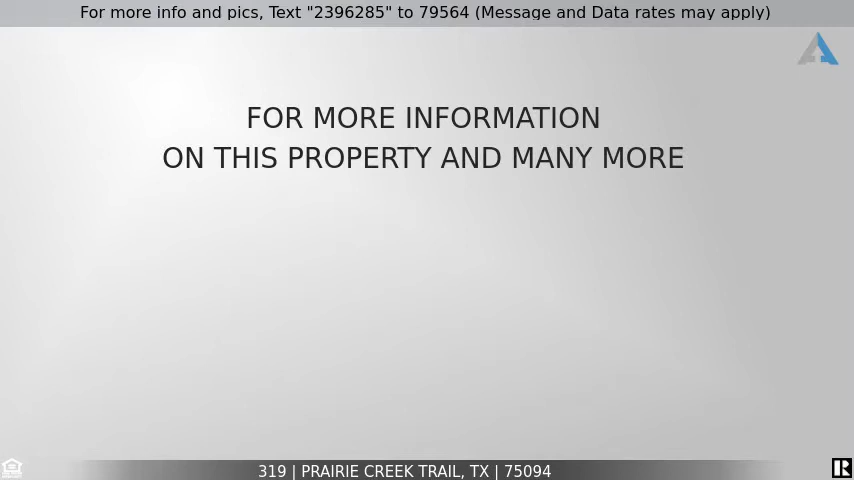 For more info and pics, Text "2396285" to 79564 (Message and Data rates may apply)
FOR MORE INFORMATION
ON THIS PROPERTY AND MANY MORE
319 | PRAIRIE CREEK TRAIL, TX | 75094